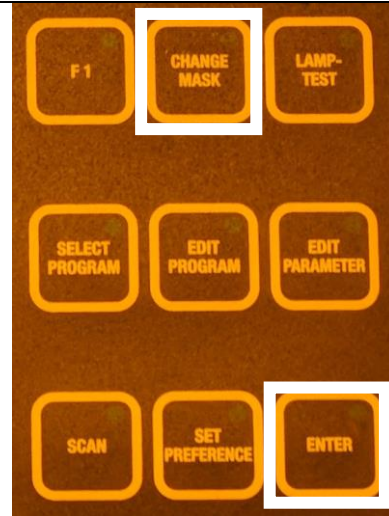 F 1
CHANGE
MASK
LAMP-
TEST
SELECT
PROGRAM
EDIT
PROGRAM
EDIT
PARAMETER
SCAN
SET
PREFERENCE
ENTER